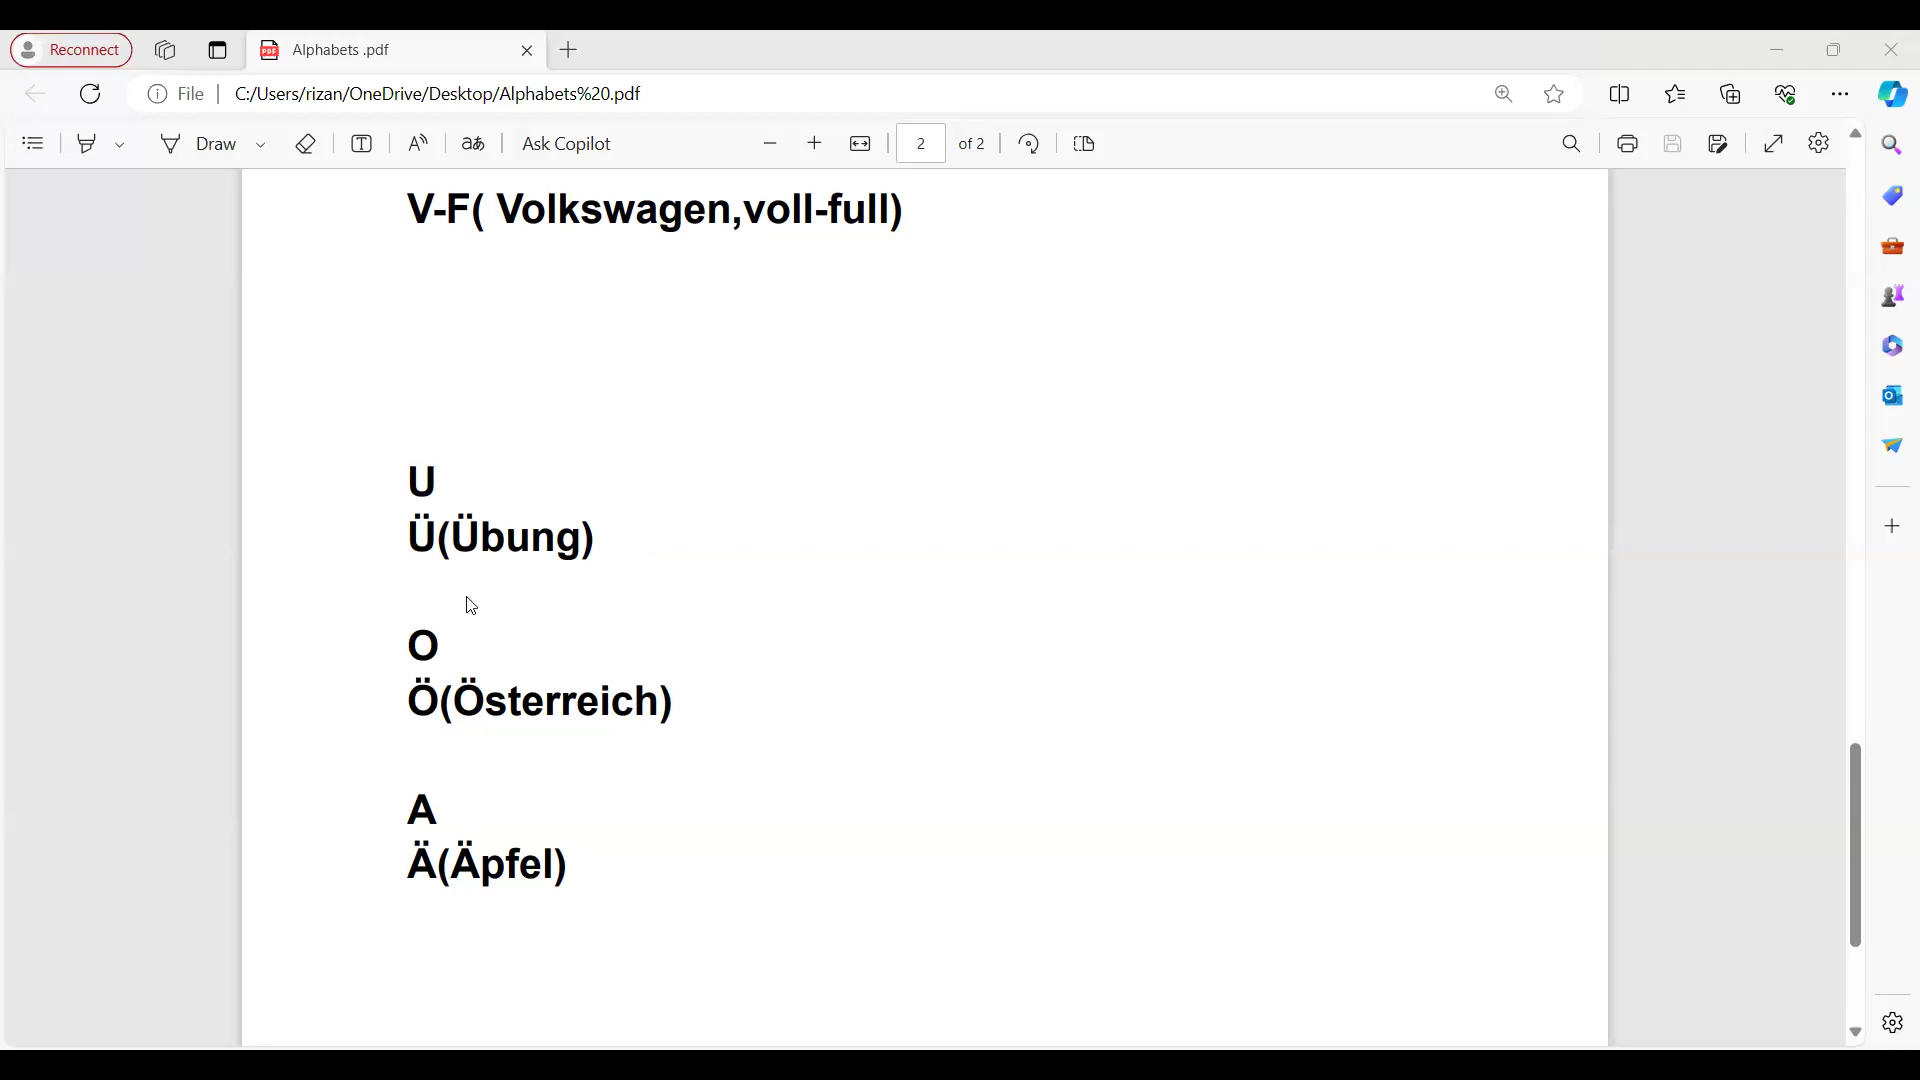 Reconnect
Alphabets .pdf
File
C:/Users/rizan/OneDrive/Desktop/Alphabets%20.pdf
Draw
Ask Copilot
2 of 2
V-F( Volkswagen,voll-full)
U
Ü(Übung)
O
Ö(Österreich)
A
Ä(Äpfel)